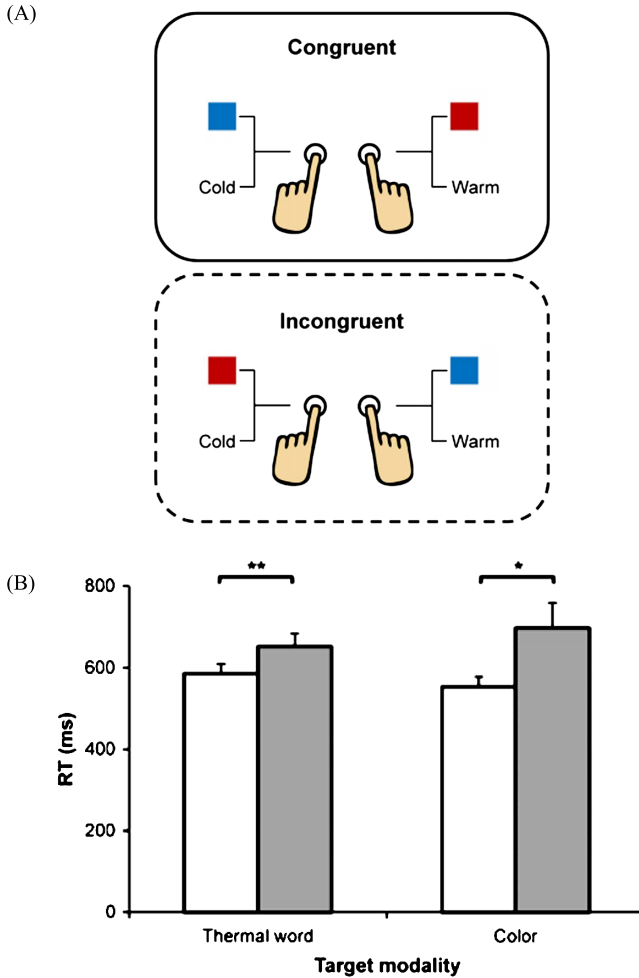 (A)
Congruent
Cold Warm
Incongruent
Cold Warm
(B)
** *
800
600
400
200
0
RT (ms)
Thermal word Color
Target modality